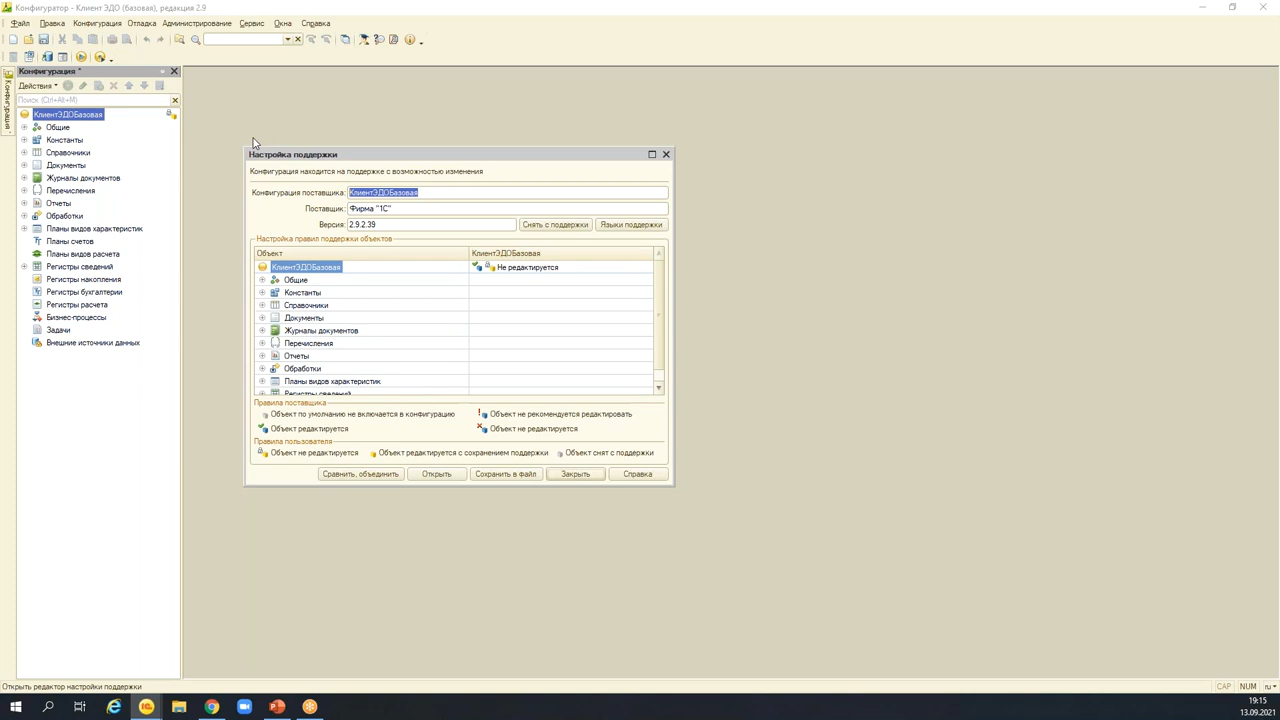 Конфигуратор - Клиент ЭДО (базовая), редакция 2.9
Файл Правка Конфигурация Отладка Администрирование Сервис Окна Справка
Конфигурация *
Действия
Поиск (Ctrl+Alt+M)
Конфигурация
КлиентЭДОБазовая
Общие
Константы
Справочники
Документы
Журналы документов
Перечисления
Отчеты
Обработки
Планы видов характеристик
Планы счетов
Планы видов расчета
Регистры сведений
Регистры накопления
Регистры бухгалтерии
Регистры расчета
Бизнес-процессы
Задачи
Внешние источники данных
Настройка поддержки
Конфигурация находится на поддержке с возможностью изменения
Конфигурация поставщика: КлиентЭДОБазовая
Поставщик: Фирма "1С"
Версия: 2.9.2.39 Снять с поддержки Языки поддержки
Настройка правил поддержки объектов
Объект КлиентЭДОБазовая
КлиентЭДОБазовая Не редактируется
Общие
Константы
Справочники
Документы
Журналы документов
Перечисления
Отчеты
Обработки
Планы видов характеристик
Регистры сведений
Правила поставщика
Объект по умолчанию не включается в конфигурацию Объект не рекомендуется редактировать
Объект редактируется Объект не редактируется
Правила пользователя
Объект не редактируется Объект редактируется с сохранением поддержки Объект снят с поддержки
Сравнить, объединить Открыть Сохранить в файл Закрыть Справка
Открыть редактор настройки поддержки CAP NUM ru
19:15
13.09.2021